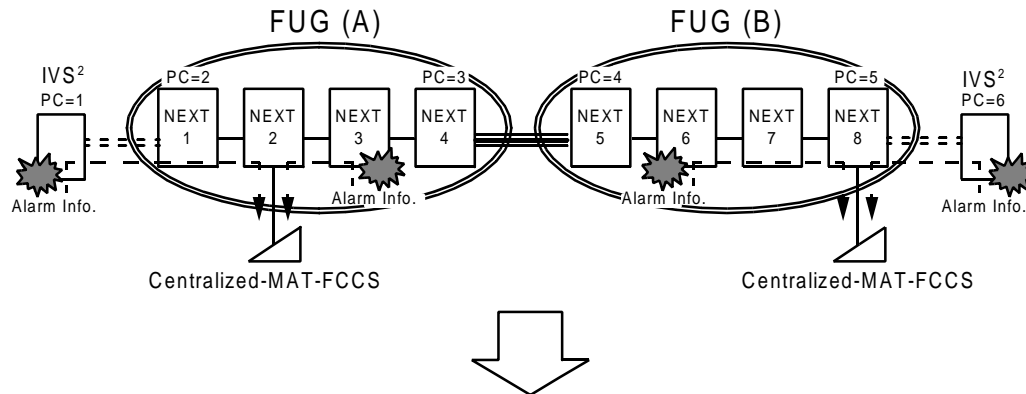 FUG (A) FUG (B)
IVS² PC=2 PC=3 PC=4 PC=5 IVS²
PC=1 PC=6
NEXT NEXT NEXT NEXT NEXT NEXT NEXT NEXT
1 2 3 4 5 6 7 8
Alarm Info. Alarm Info. Alarm Info. Alarm Info.
Centralized-MAT-FCCS Centralized-MAT-FCCS